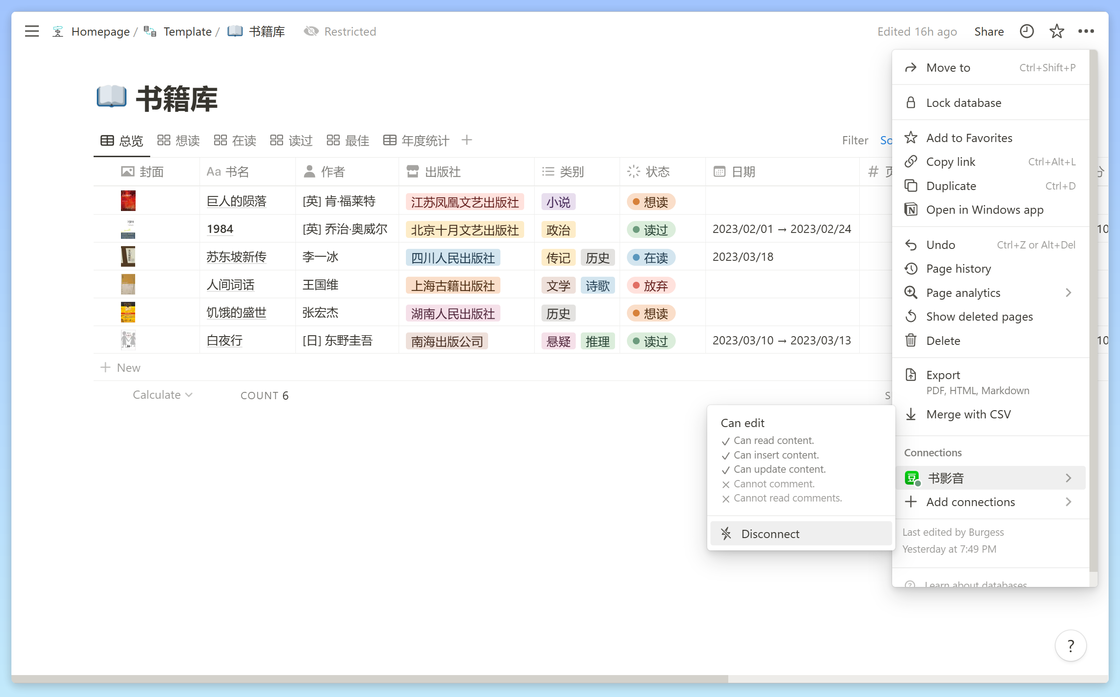 Homepage / Template / 书籍库 Restricted Edited 16h ago Share
书籍库
总览 想读 在读 读过 最佳 年度统计 Filter
封面 Aa 书名 作者 出版社 类别 状态 日期 #
巨人的陨落 [英] 肯·福莱特 江苏凤凰文艺出版社 小说 想读
1984 [英] 乔治·奥威尔 北京十月文艺出版社 政治 读过 2023/02/01 → 2023/02/24
苏东坡新传 李一冰 四川人民出版社 传记 历史 在读 2023/03/18
人间词话 王国维 上海古籍出版社 文学 诗歌 放弃
饥饿的盛世 张宏杰 湖南人民出版社 历史 想读
白夜行 [日] 东野圭吾 南海出版公司 悬疑 推理 读过 2023/03/10 → 2023/03/13
New
Calculate COUNT 6
Move to Ctrl+Shift+P
Lock database
Add to Favorites
Copy link Ctrl+Alt+L
Duplicate Ctrl+D
Open in Windows app
Undo Ctrl+Z or Alt+Del
Page history
Page analytics
Show deleted pages
Delete
Export
PDF, HTML, Markdown
Merge with CSV
Connections
豆 书影音
Add connections
Last edited by Burgess
Yesterday at 7:49 PM
Learn about databases
Can edit
Can read content.
Can insert content.
Can update content.
Cannot comment.
Cannot read comments.
Disconnect
?